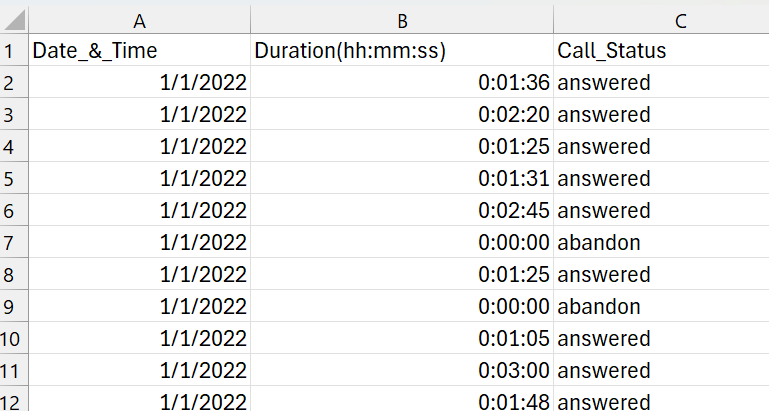 A B C
1 Date_&_Time Duration(hh:mm:ss) Call_Status
2 1/1/2022 0:01:36 answered
3 1/1/2022 0:02:20 answered
4 1/1/2022 0:01:25 answered
5 1/1/2022 0:01:31 answered
6 1/1/2022 0:02:45 answered
7 1/1/2022 0:00:00 abandon
8 1/1/2022 0:01:25 answered
9 1/1/2022 0:00:00 abandon
10 1/1/2022 0:01:05 answered
11 1/1/2022 0:03:00 answered
12 1/1/2022 0:01:48 answered